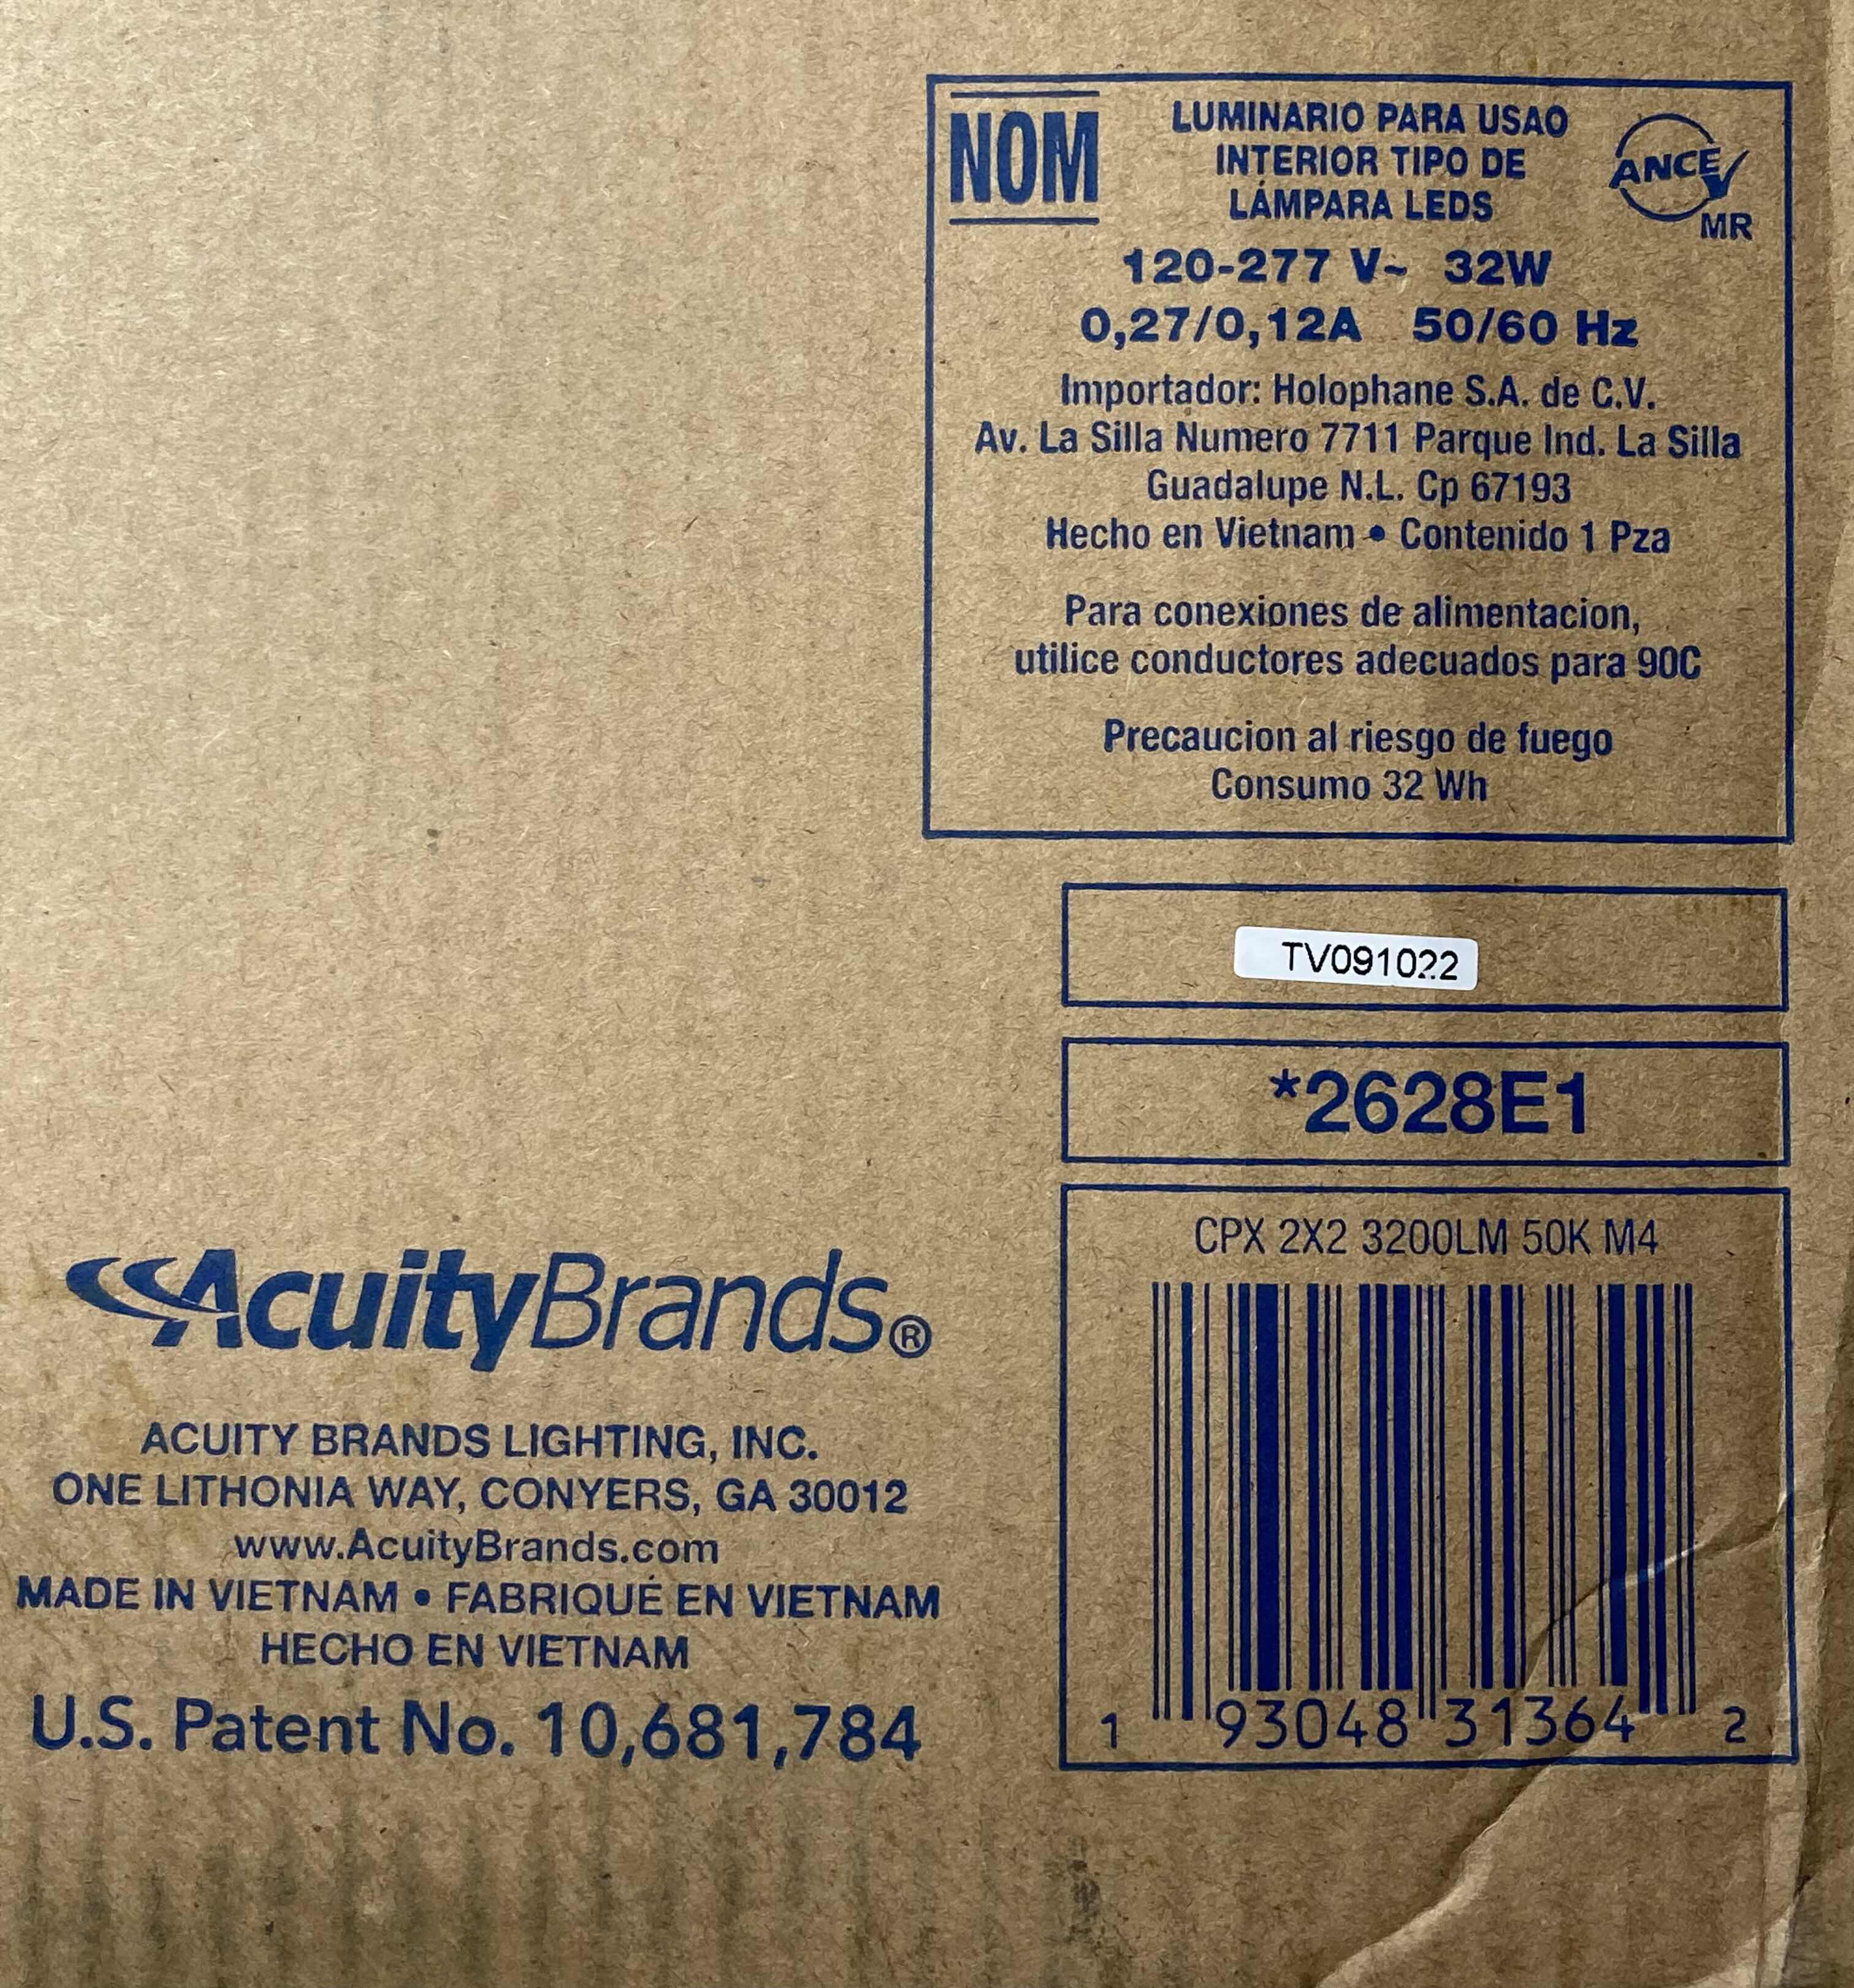 NOM
LUMINARIO PARA USAO
INTERIOR TIPO DE
LÁMPARA LEDS
ANCE
MR
120-277 V~ 32W
0,27/0,12A 50/60 Hz
Importador: Holophane S.A. de C.V.
Av. La Silla Numero 7711 Parque Ind. La Silla
Guadalupe N.L. Cp 67193
Hecho en Vietnam • Contenido 1 Pza
Para conexiones de alimentacion,
utilice conductores adecuados para 90C
Precaucion al riesgo de fuego
Consumo 32 Wh
TV091022
*2628E1
CPX 2X2 3200LM 50K M4
1 93048 31364 2
AcuityBrands®
ACUITY BRANDS LIGHTING, INC.
ONE LITHONIA WAY, CONYERS, GA 30012
www.AcuityBrands.com
MADE IN VIETNAM • FABRIQUÉ EN VIETNAM
HECHO EN VIETNAM
U.S. Patent No. 10,681,784